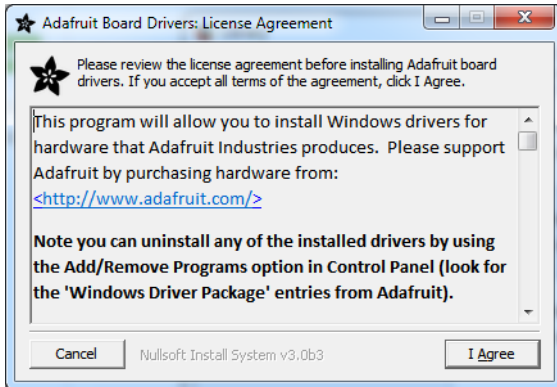 Adafruit Board Drivers: License Agreement
Please review the license agreement before installing Adafruit board
drivers. If you accept all terms of the agreement, click I Agree.
This program will allow you to install Windows drivers for
hardware that Adafruit Industries produces.  Please support
Adafruit by purchasing hardware from:
<http://www.adafruit.com/>
Note you can uninstall any of the installed drivers by using
the Add/Remove Programs option in Control Panel (look for
the 'Windows Driver Package' entries from Adafruit).
Cancel
Nullsoft Install System v3.0b3
I Agree